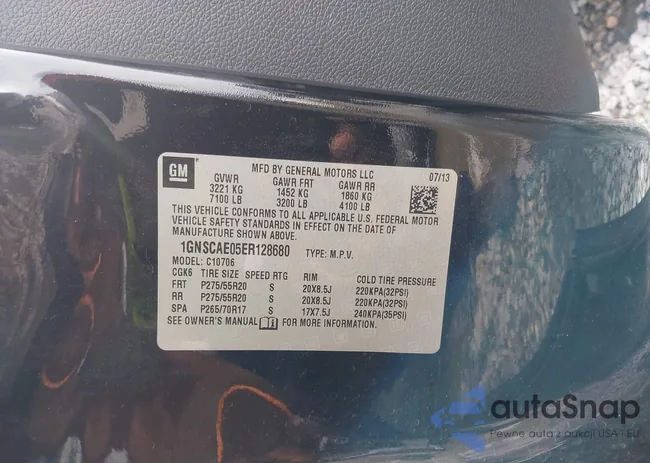 GM
MFD BY GENERAL MOTORS LLC
07/13
GVWR GAWR FRT GAWR RR
3221 KG 1452 KG 1860 KG
7100 LB 3200 LB 4100 LB
THIS VEHICLE CONFORMS TO ALL APPLICABLE U.S. FEDERAL MOTOR
VEHICLE SAFETY STANDARDS IN EFFECT ON THE DATE OF
MANUFACTURE SHOWN ABOVE.
1GNSCAE05ER128680 TYPE: M.P.V.
MODEL: C10706
CGK6 TIRE SIZE SPEED RTG RIM COLD TIRE PRESSURE
FRT P275/55R20 S 20X8.5J 220KPA(32PSI)
RR P275/55R20 S 20X8.5J 220KPA(32PSI)
SPA P265/70R17 S 17X7.5J 240KPA(35PSI)
SEE OWNER'S MANUAL FOR MORE INFORMATION.
autaSnap
Pewne auta z aukcji USA i EU